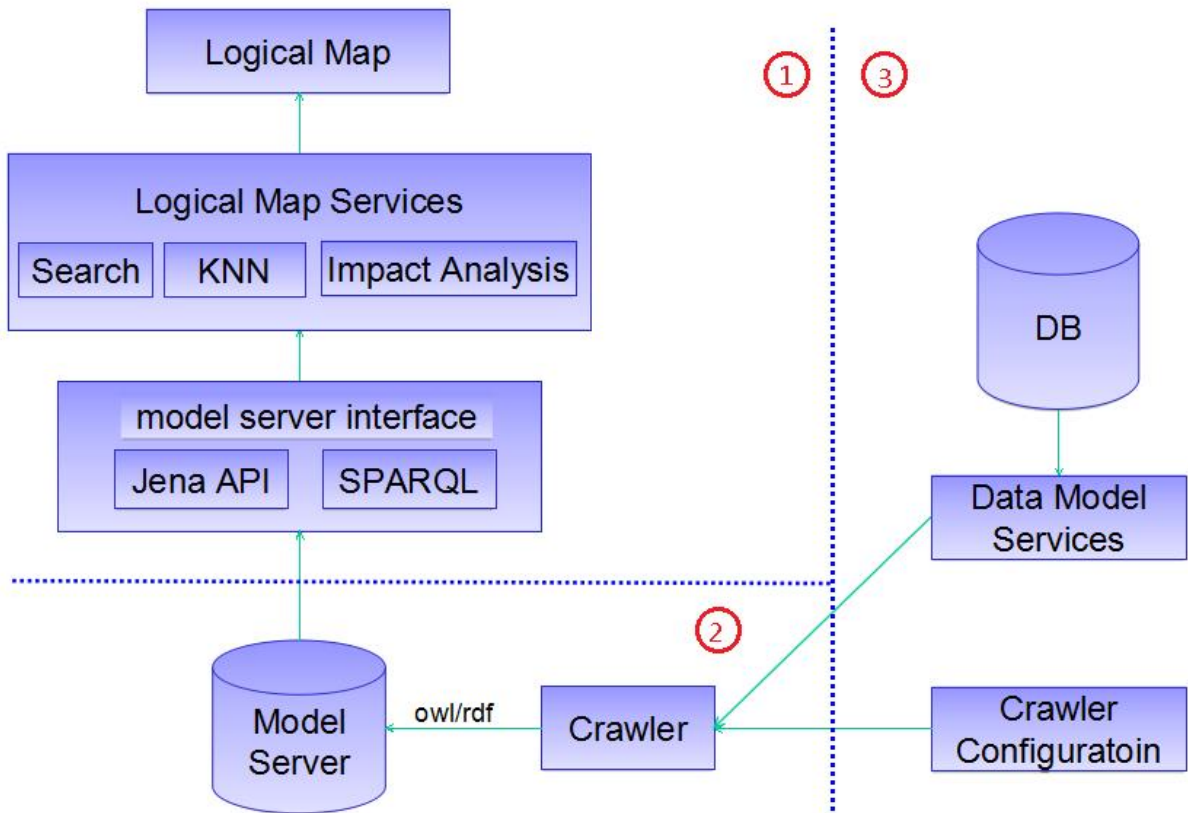 Logical Map
1
3
Logical Map Services
Search
KNN
Impact Analysis
DB
model server interface
Jena API
SPARQL
Data Model
Services
2
Model
Server
owl/rdf
Crawler
Crawler
Configuratoin